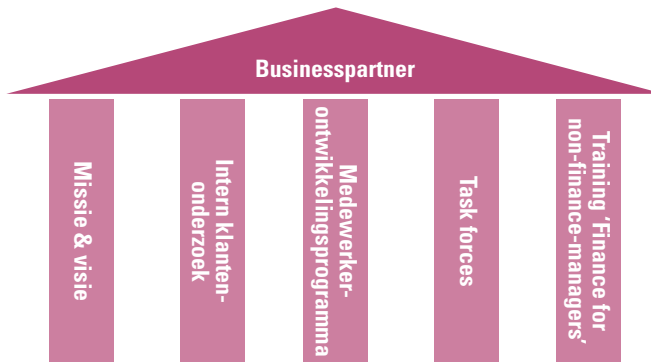 Businesspartner
Missie & visie
Intern klanten-
onderzoek
Medewerker-
ontwikkelingsprogramma
Task forces
Training ‘Finance for
non-finance-managers’